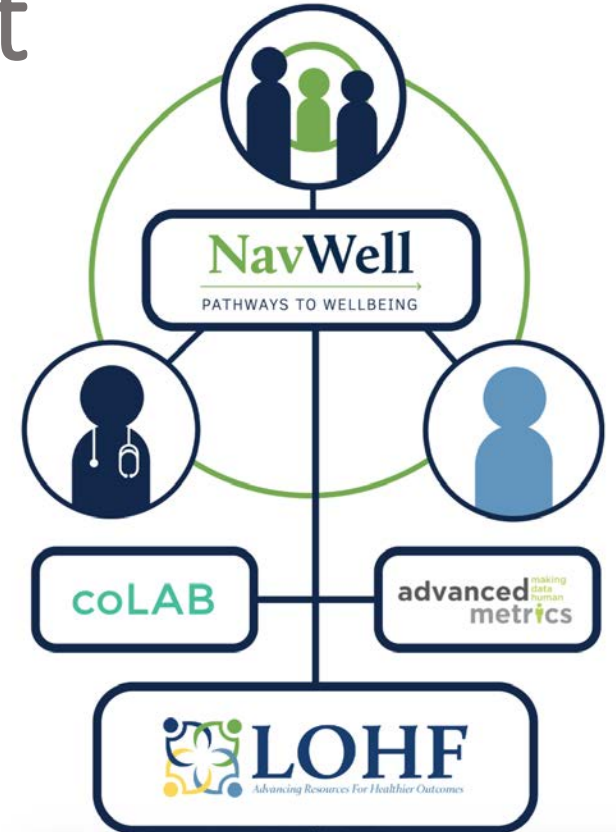 t
NavWell
PATHWAYS TO WELLBEING
coLAB
advanced
making
data
human
metrics
LOHF
Advancing Resources For Healthier Outcomes